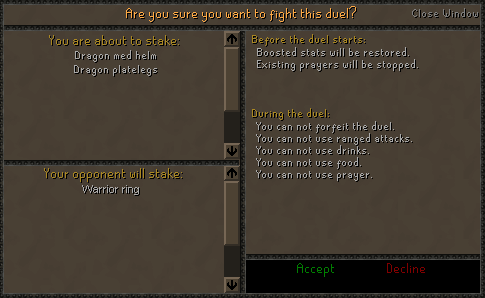 Are you sure you want to fight this duel?
Close Window
You are about to stake:
Dragon med helm
Dragon platelegs
Your opponent will stake:
Warrior ring
Before the duel starts:
Boosted stats will be restored.
Existing prayers will be stopped.
During the duel:
You can not forfeit the duel.
You can not use ranged attacks.
You can not use drinks.
You can not use food.
You can not use prayer.
Accept
Decline